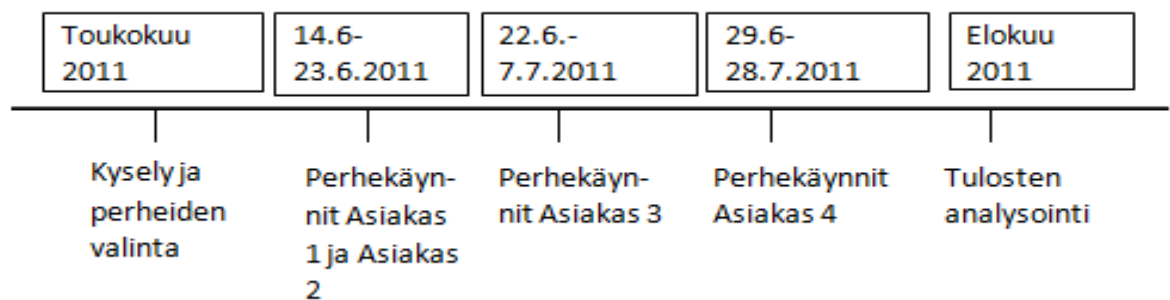 Toukokuu
2011
14.6-
23.6.2011
22.6.-
7.7.2011
29.6-
28.7.2011
Elokuu
2011
Kysely ja
perheiden
valinta
Perhekäyn-
nit Asiakas
1 ja Asiakas
2
Perhekäyn-
nit Asiakas 3
Perhekäynnit
Asiakas 4
Tulosten
analysointi